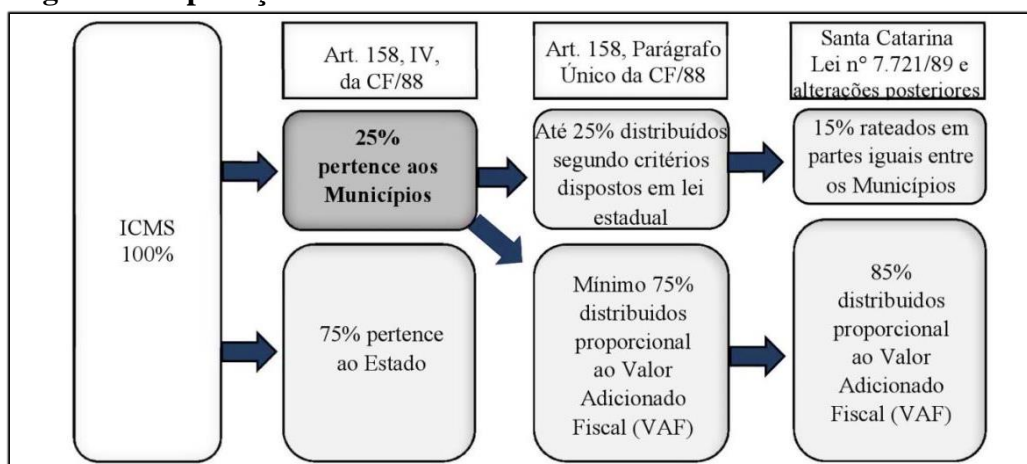 Art. 158, IV,
da CF/88
Art. 158, Parágrafo
Único da CF/88
Santa Catarina
Lei n° 7.721/89 e
alterações posteriores
ICMS
100%
25%
pertence aos
Municípios
Até 25% distribuídos
segundo critérios
dispostos em lei
estadual
15% rateados em
partes iguais entre
os Municípios
75% pertence
ao Estado
Mínimo 75%
distribuidos
proporcional
ao Valor
Adicionado
Fiscal (VAF)
85%
distribuidos
proporcional
ao Valor
Adicionado
Fiscal (VAF)